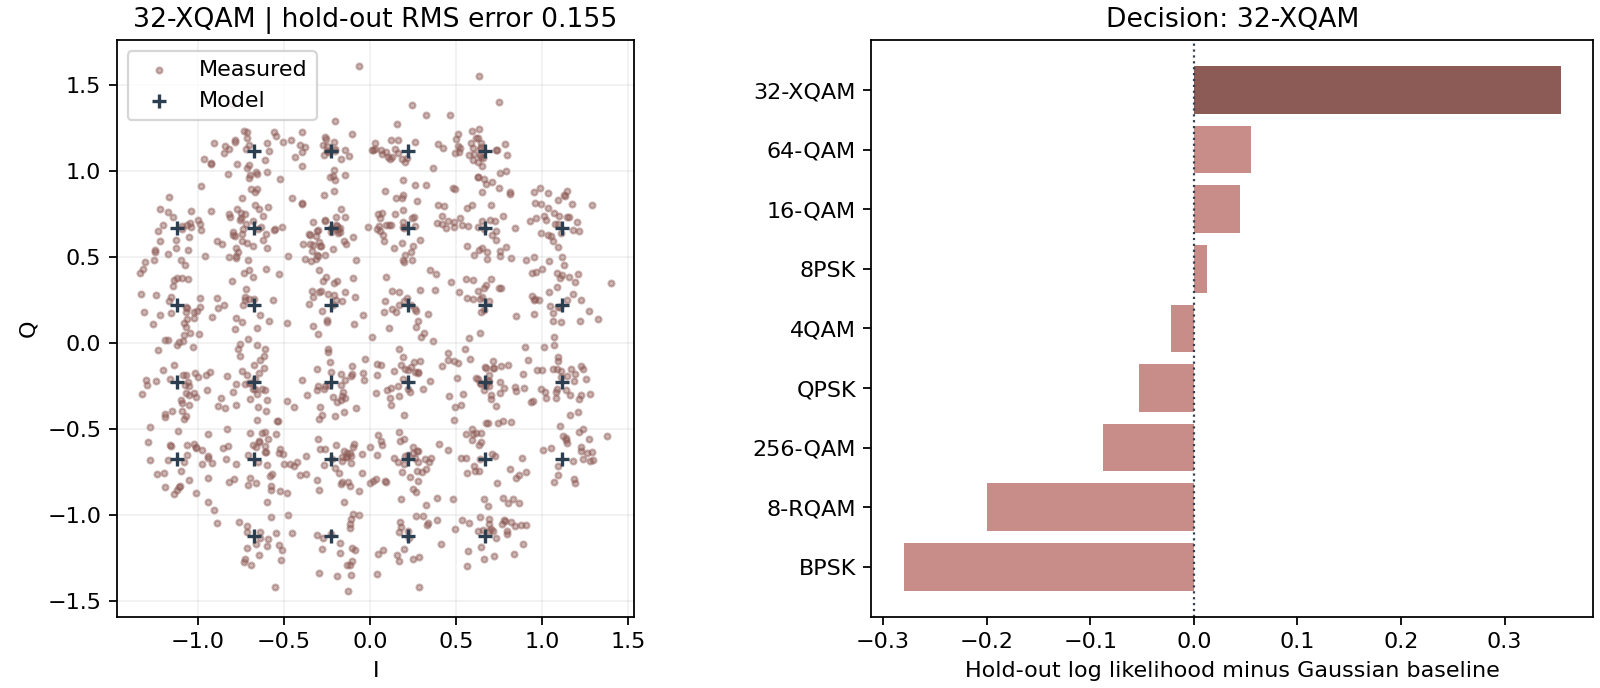 32-XQAM | hold-out RMS error 0.155
Measured
Model
1.5
1.0
0.5
0.0
−0.5
−1.0
−1.5
Q
−1.0
−0.5
0.0
0.5
1.0
1.5
I
Decision: 32-XQAM
32-XQAM
64-QAM
16-QAM
8PSK
4QAM
QPSK
256-QAM
8-RQAM
BPSK
−0.3
−0.2
−0.1
0.0
0.1
0.2
0.3
Hold-out log likelihood minus Gaussian baseline